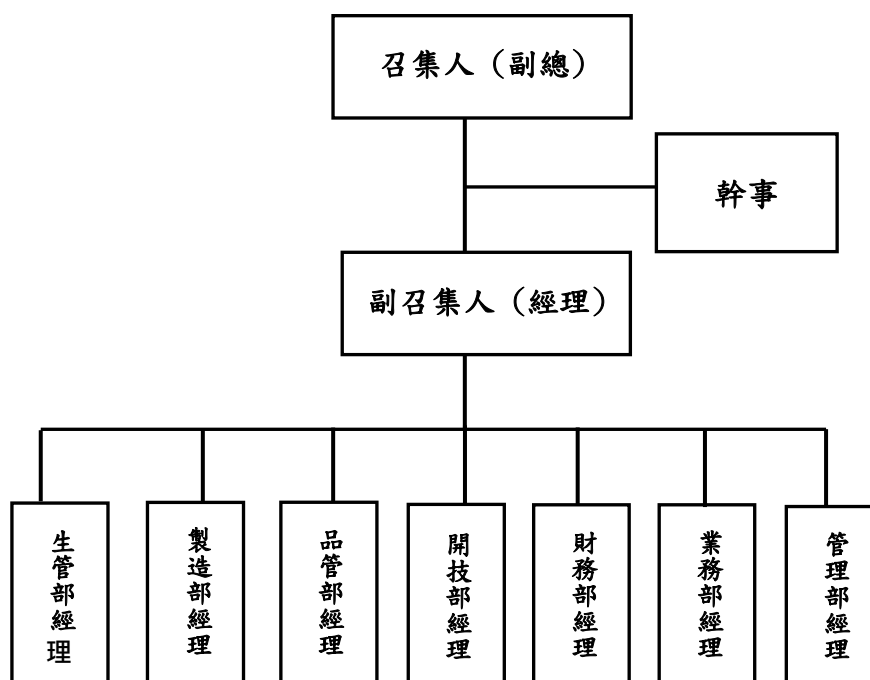 召集人（副總）
幹事
副召集人（經理）
生管部經理
製造部經理
品管部經理
開技部經理
財務部經理
業務部經理
管理部經理